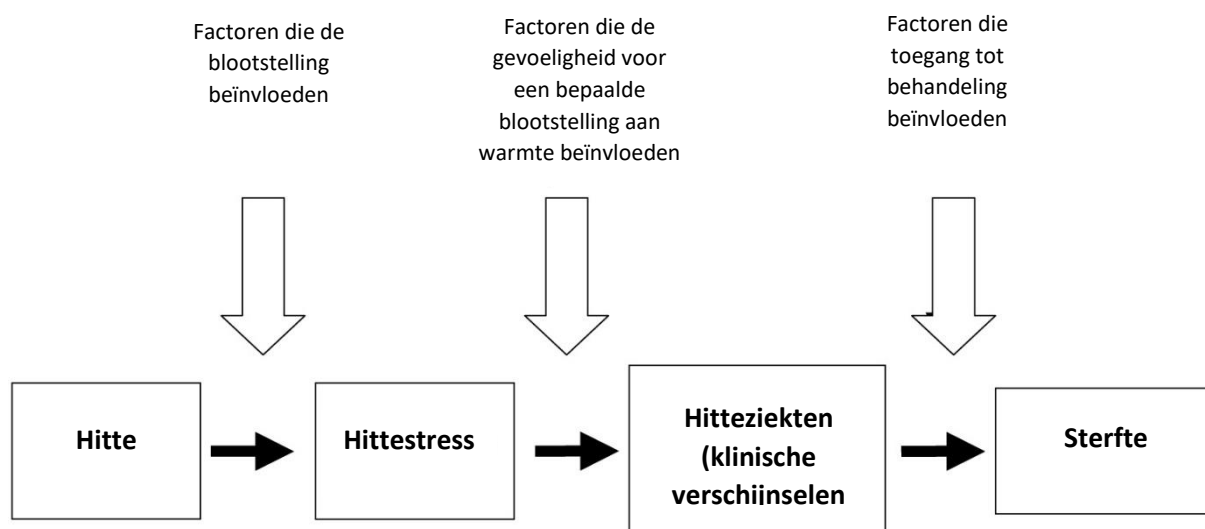 Factoren die de
blootstelling
beïnvloeden
Factoren die de
gevoeligheid voor
een bepaalde
blootstelling aan
warmte beïnvloeden
Factoren die
toegang tot
behandeling
beïnvloeden
Hitte
Hittestress
Hitteziekten
(klinische
verschijnselen
Sterfte